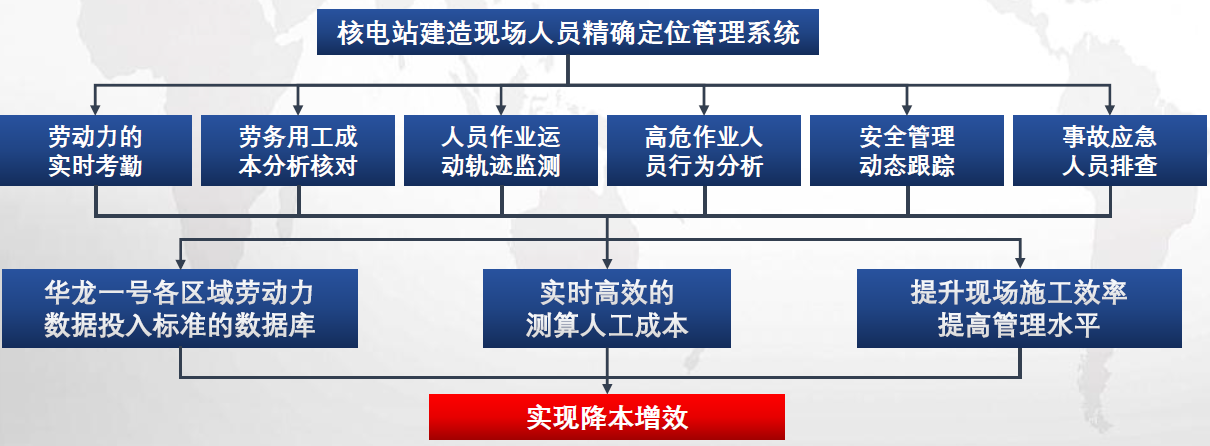 核电站建造现场人员精确定位管理系统
劳动力的
实时考勤
劳务用工成
本分析核对
人员作业运
动轨迹监测
高危作业人
员行为分析
安全管理
动态跟踪
事故应急
人员排查
华龙一号各区域劳动力
数据投入标准的数据库
实时高效的
测算人工成本
提升现场施工效率
提高管理水平
实现降本增效